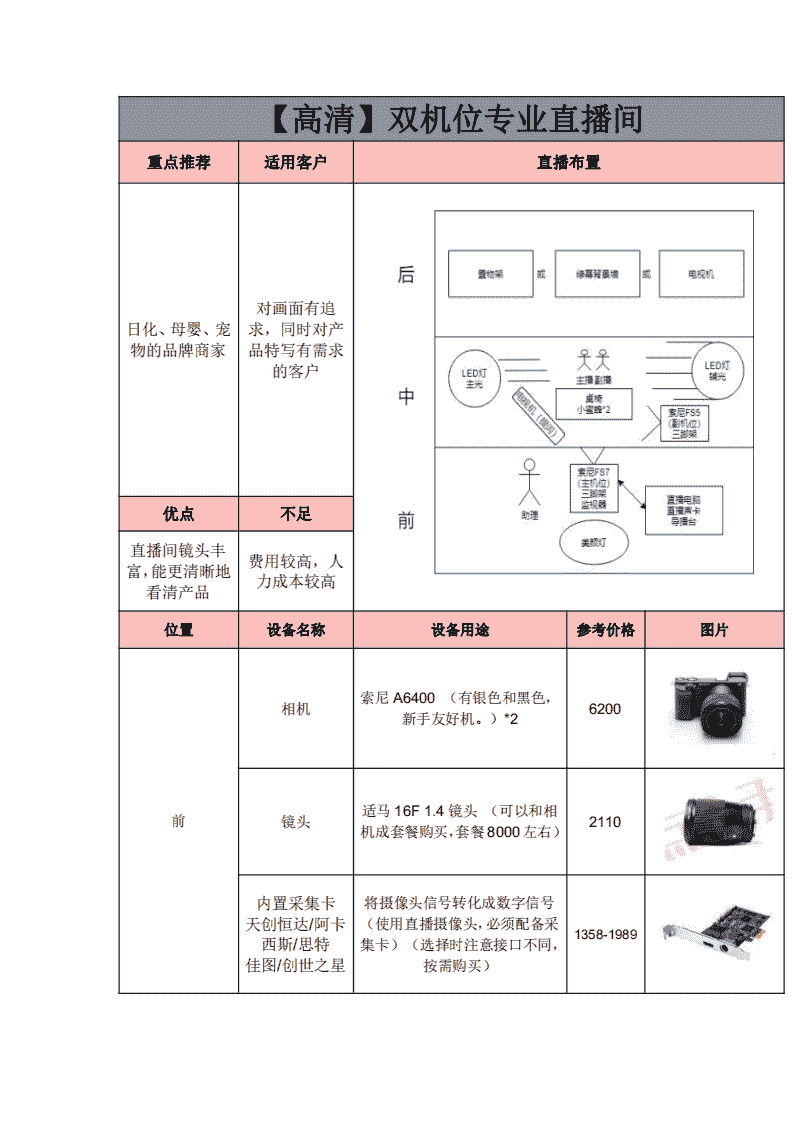 【高清】双机位专业直播间
重点推荐
适用客户
直播布置
日化、母婴、宠
物的品牌商家
对画面有追
求，同时对产
品特写有需求
的客户
后
置物架
或
绿幕背景墙
或
电视机
中
LED灯
主光
主播 副播
LED灯
辅光
桌椅
小蜜蜂*2
电视机（提词）
索尼FS5
(副机位)
三脚架
前
助理
索尼FS7
(主机位)
三脚架
监视器
直播电脑
直播声卡
导播台
美颜灯
优点
不足
直播间镜头丰
富，能更清晰地
看清产品
费用较高，人
力成本较高
位置
设备名称
设备用途
参考价格
图片
前
相机
索尼 A6400 （有银色和黑色，
新手友好机。）*2
6200
镜头
适马 16F 1.4 镜头 （可以和相
机成套餐购买，套餐 8000 左右）
2110
内置采集卡
天创恒达/阿卡
西斯/思特
佳图/创世之星
将摄像头信号转化成数字信号
（使用直播摄像头，必须配备采
集卡）（选择时注意接口不同，
按需购买）
1358-1989